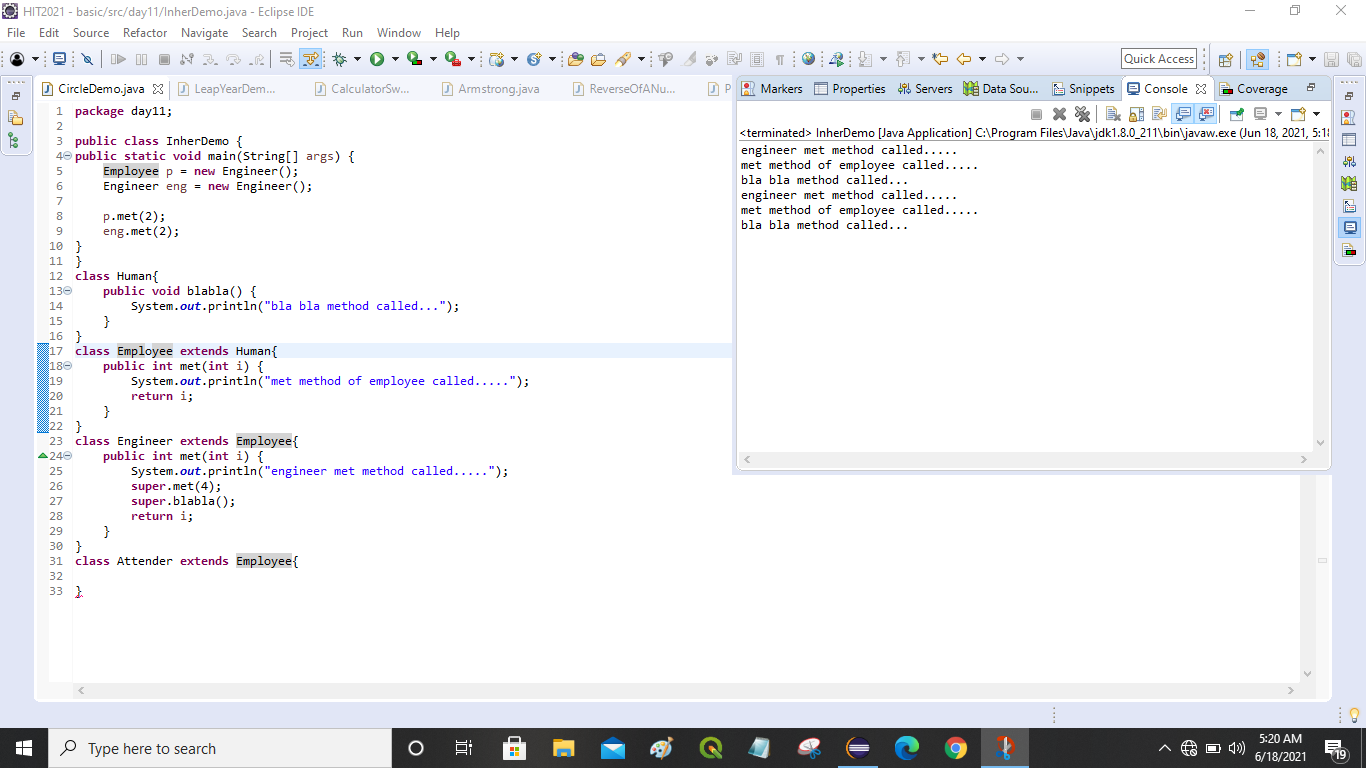 HIT2021 - basic/src/day11/InherDemo.java - Eclipse IDE
File Edit Source Refactor Navigate Search Project Run Window Help
Quick Access
CircleDemo.java LeapYearDem... CalculatorSw... Armstrong.java ReverseOfANu... P
1 package day11;
2
3 public class InherDemo {
4 public static void main(String[] args) {
5 Employee p = new Engineer();
6 Engineer eng = new Engineer();
7
8 p.met(2);
9 eng.met(2);
10 }
11 }
12 class Human{
13 public void blabla() {
14 System.out.println("bla bla method called...");
15 }
16 }
17 class Employee extends Human{
18 public int met(int i) {
19 System.out.println("met method of employee called.....");
20 return i;
21 }
22 }
23 class Engineer extends Employee{
24 public int met(int i) {
25 System.out.println("engineer met method called.....");
26 super.met(4);
27 super.blabla();
28 return i;
29 }
30 }
31 class Attender extends Employee{
32
33 }
Markers Properties Servers Data Sou... Snippets Console Coverage
<terminated> InherDemo [Java Application] C:\Program Files\Java\jdk1.8.0_211\bin\javaw.exe (Jun 18, 2021, 5:18
engineer met method called.....
met method of employee called.....
bla bla method called...
engineer met method called.....
met method of employee called.....
bla bla method called...
Type here to search
5:20 AM
6/18/2021
19